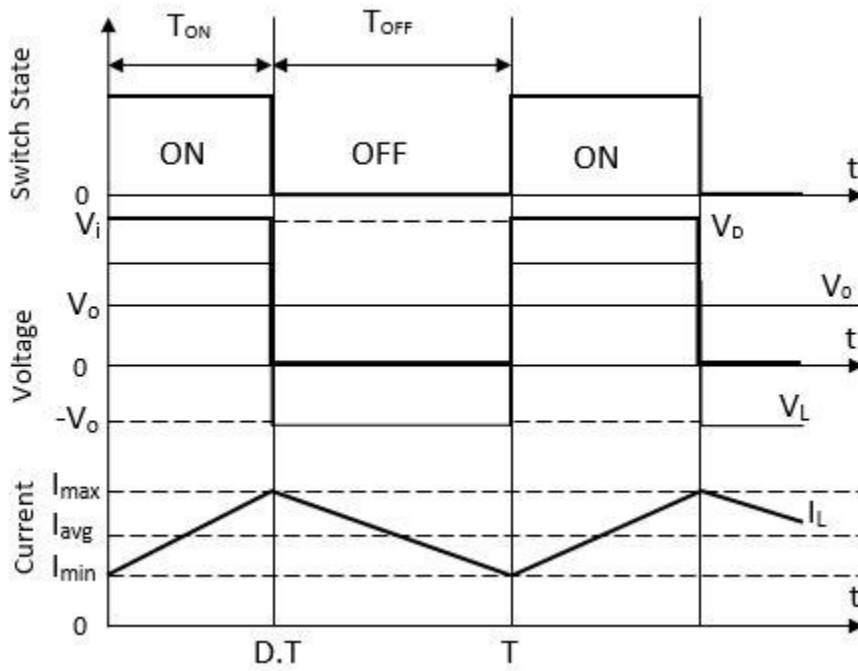 TON TOFF
Switch State
ON OFF ON
0 t
Vi VD
Vo V0
Voltage
0 t
-Vo VL
Current
Imax
Iavg IL
Imin
0 t
D.T T